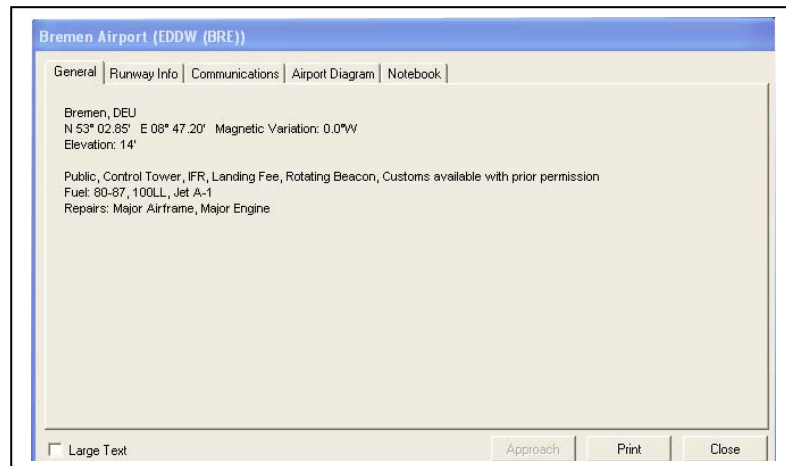 Bremen Airport (EDDW (BRE))
General Runway Info Communications Airport Diagram Notebook
Bremen, DEU
N 53° 02.85' E 08° 47.20' Magnetic Variation: 0.0°W
Elevation: 14'
Public, Control Tower, IFR, Landing Fee, Rotating Beacon, Customs available with prior permission
Fuel: 80-87, 100LL, Jet A-1
Repairs: Major Airframe, Major Engine
Large Text Approach Print Close